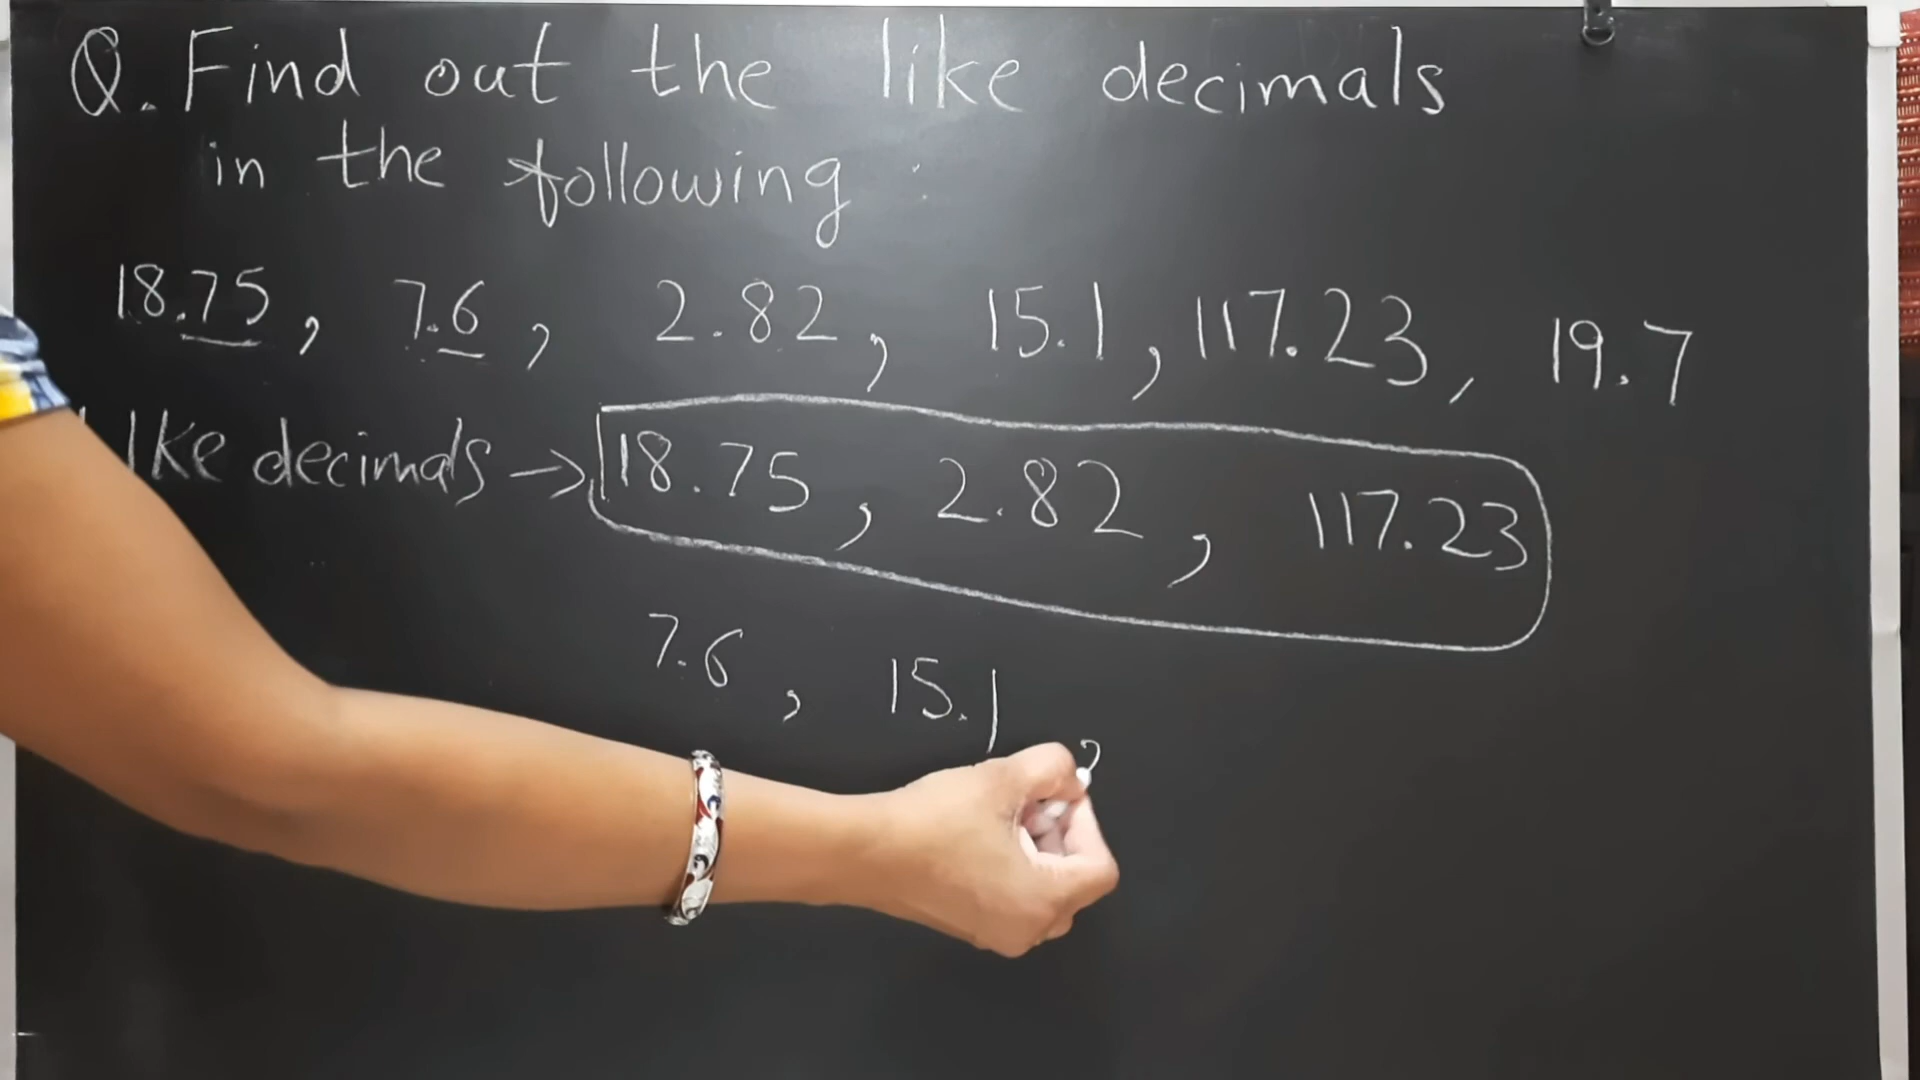 Q. Find out the like decimals
in the following :
18.75, 7.6, 2.82, 15.1, 117.23, 19.7
ke decimals → 18.75, 2.82, 117.23
7.6, 15.1,